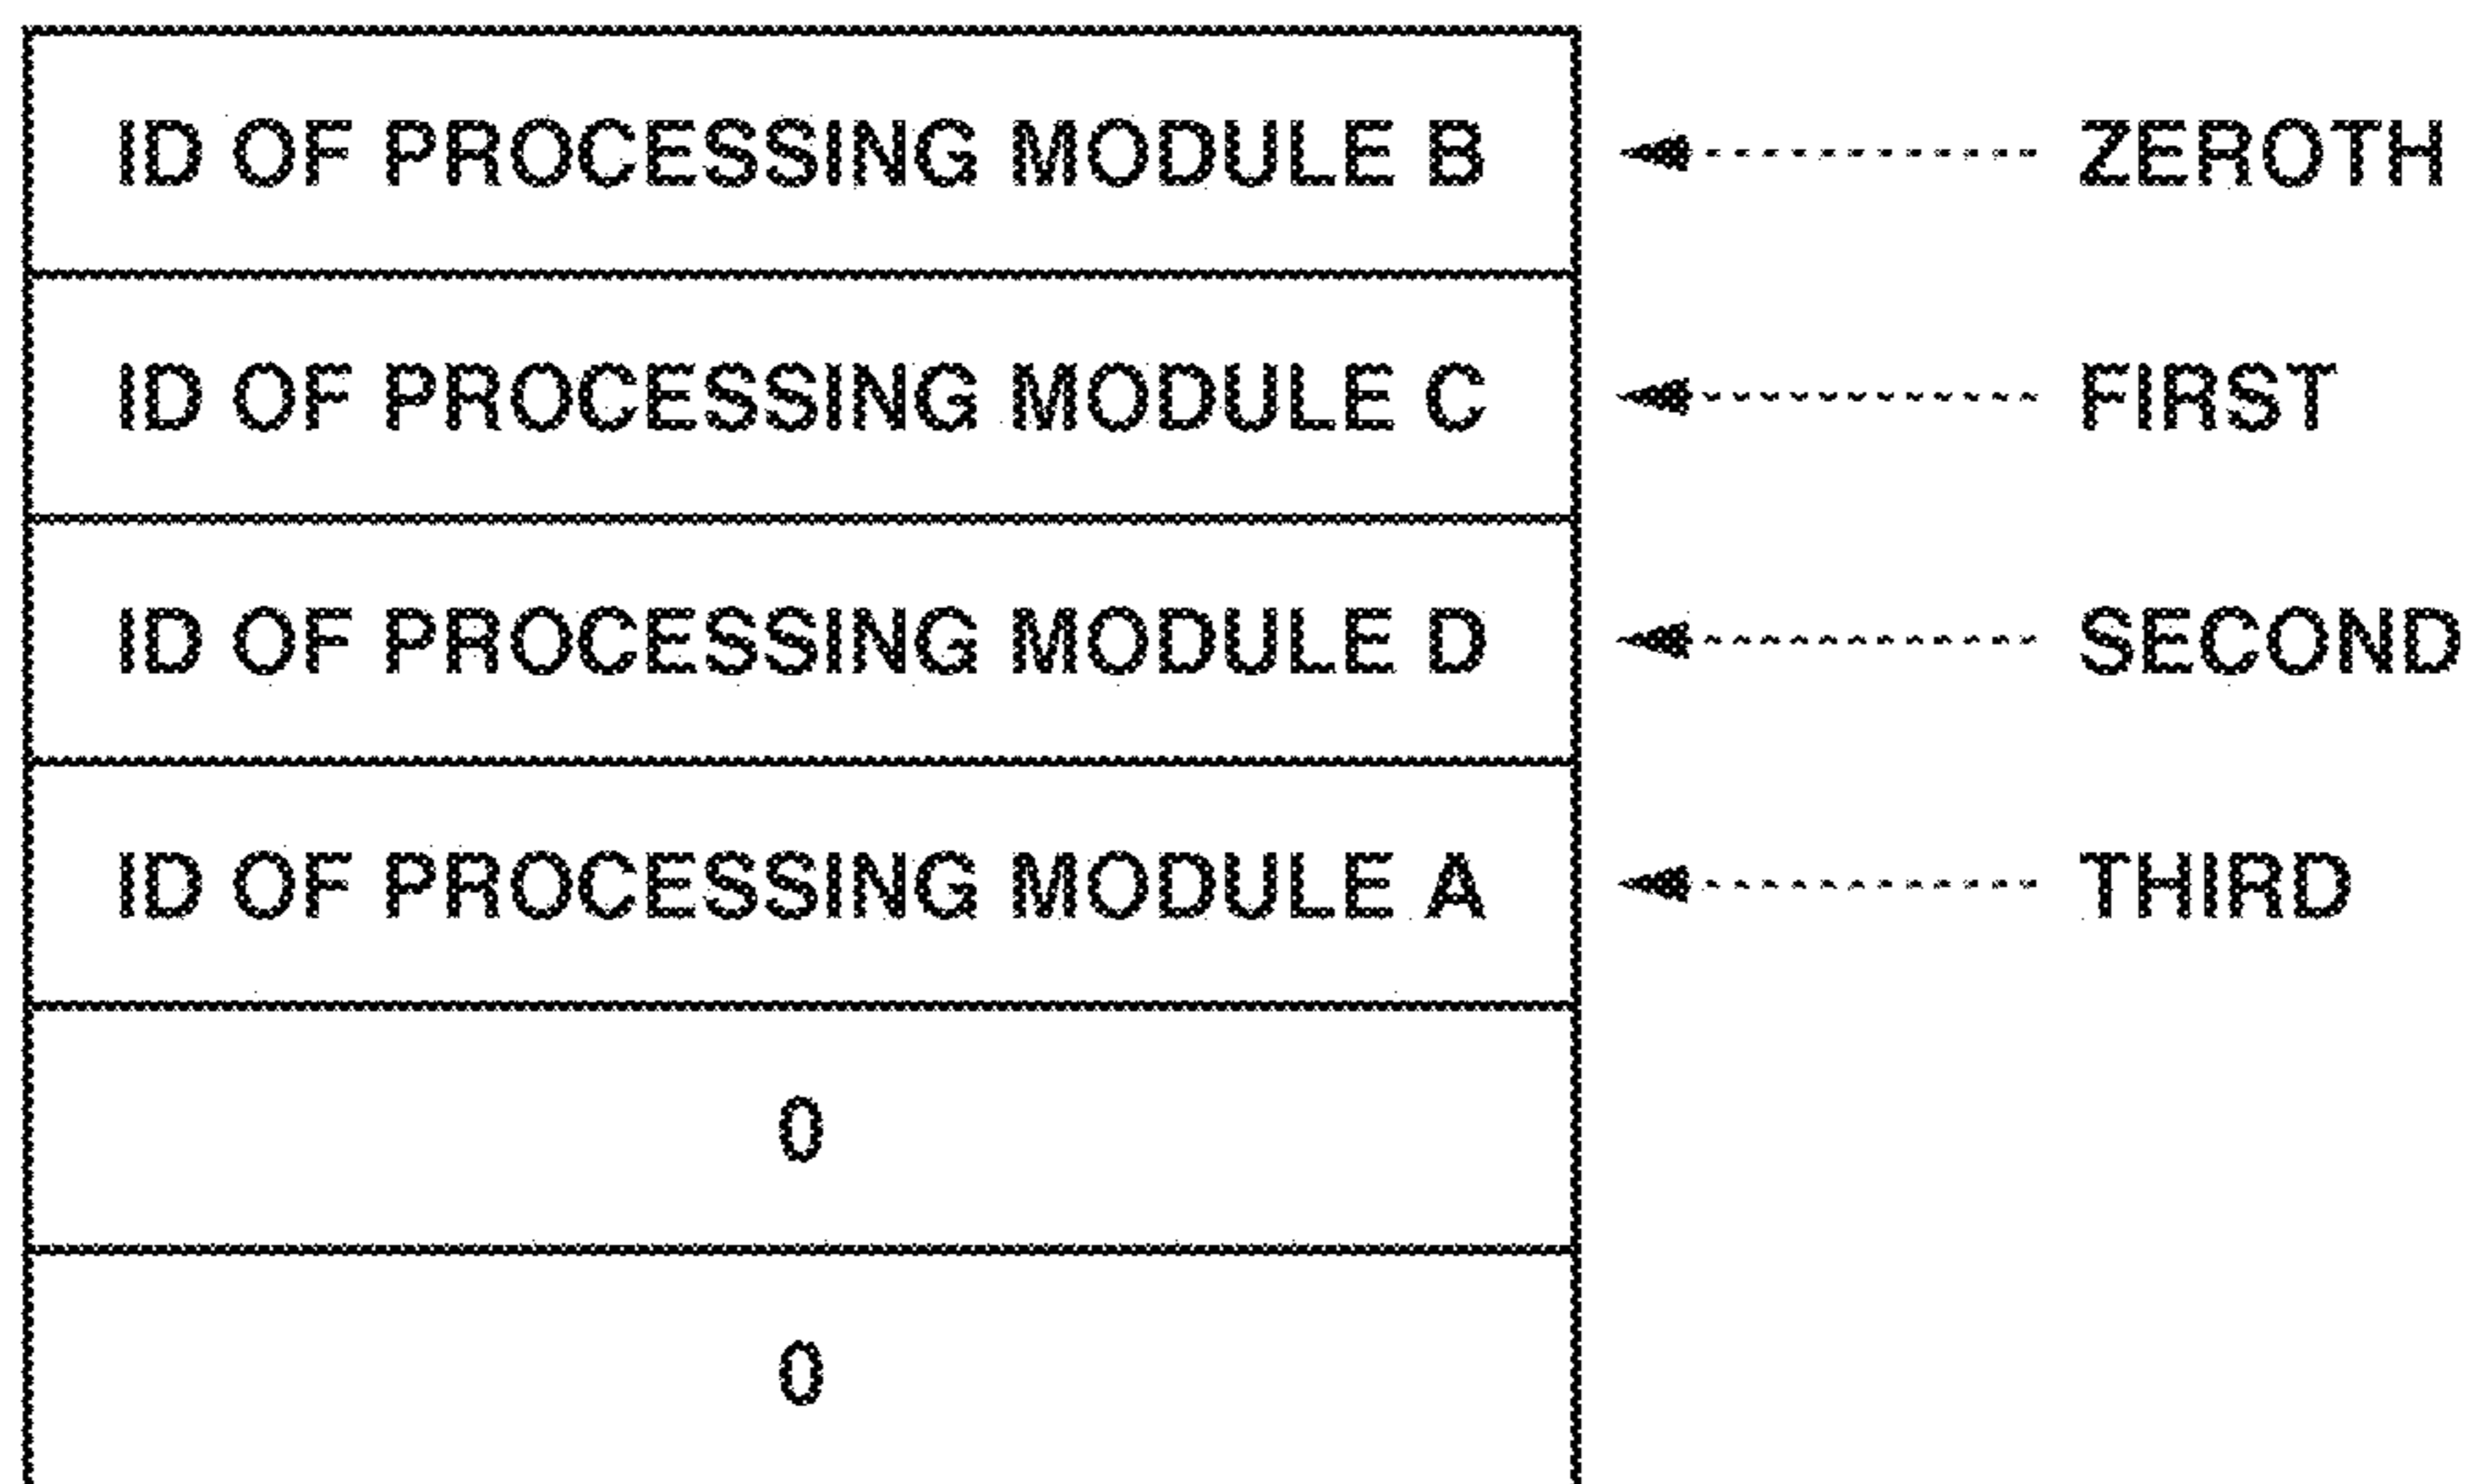 ID OF PROCESSING MODULE B ZEROTH
ID OF PROCESSING MODULE C FIRST
ID OF PROCESSING MODULE D SECOND
ID OF PROCESSING MODULE A THIRD
0
0